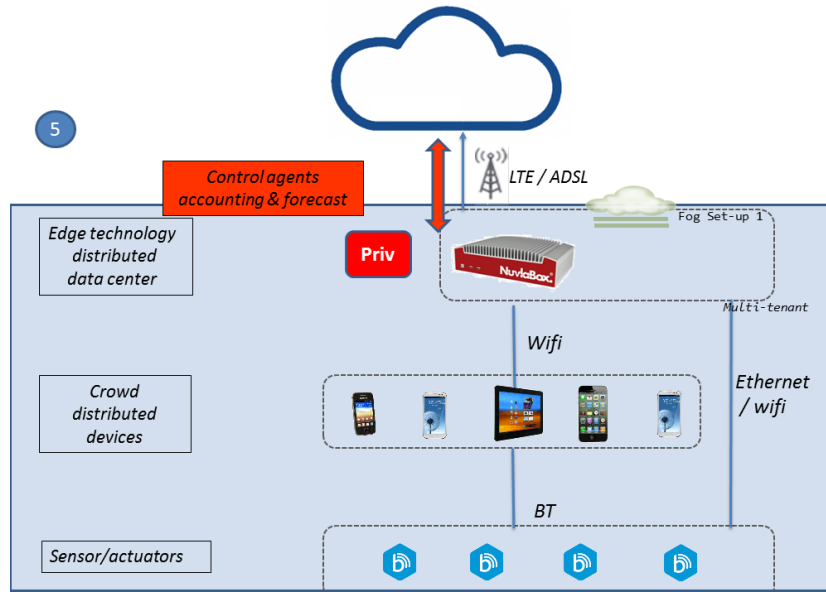 5
Control agents
accounting & forecast
LTE / ADSL
Edge technology
distributed
data center
Priv
Fog Set-up 1
NuvlaBox
Multi-tenant
Wifi
Crowd
distributed
devices
Ethernet
/ wifi
BT
Sensor/actuators